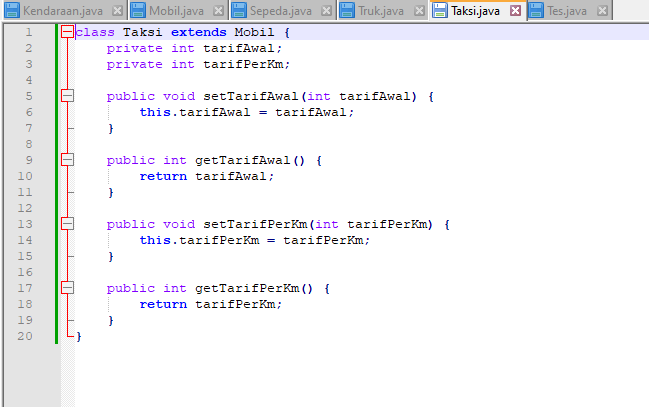 Kendaraan.java Mobil.java Sepeda.java Truk.java Taksi.java Tes.java
1 class Taksi extends Mobil {
2 private int tarifAwal;
3 private int tarifPerKm;
4
5 public void setTarifAwal(int tarifAwal) {
6 this.tarifAwal = tarifAwal;
7 }
8
9 public int getTarifAwal() {
10 return tarifAwal;
11 }
12
13 public void setTarifPerKm(int tarifPerKm) {
14 this.tarifPerKm = tarifPerKm;
15 }
16
17 public int getTarifPerKm() {
18 return tarifPerKm;
19 }
20 }